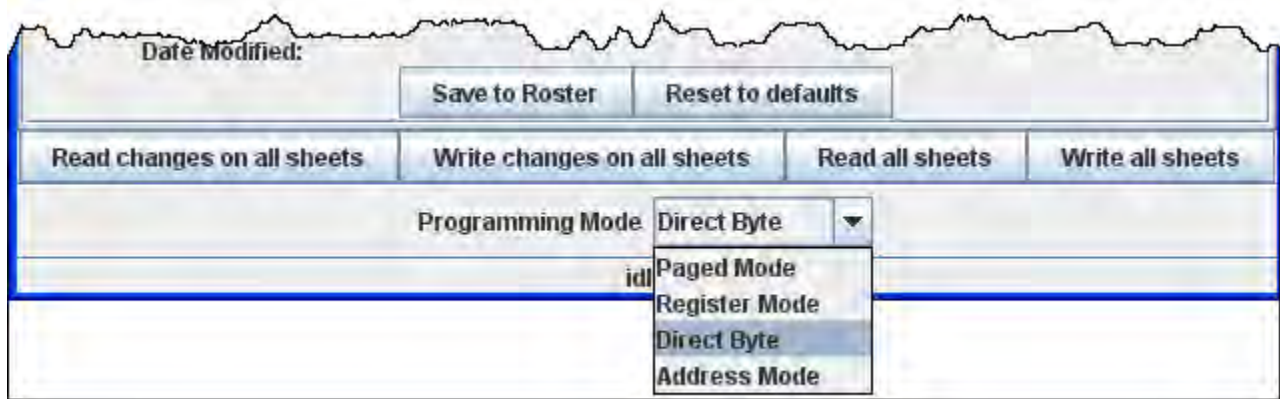 Date Modified:
Save to Roster Reset to defaults
Read changes on all sheets Write changes on all sheets Read all sheets Write all sheets
Programming Mode Direct Byte
idl
Paged Mode
Register Mode
Direct Byte
Address Mode